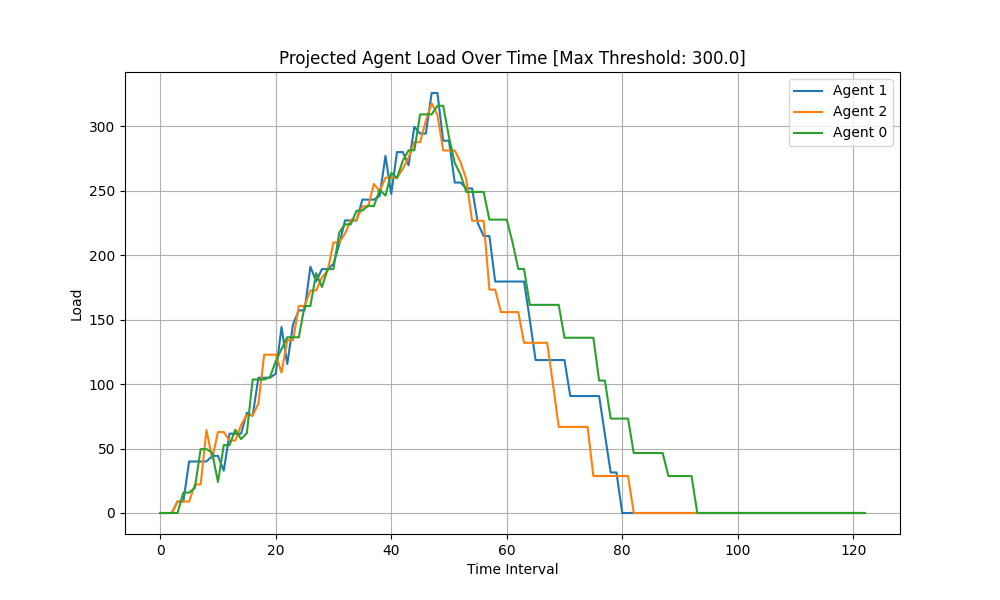 Projected Agent Load Over Time [Max Threshold: 300.0]
Agent 1
Agent 2
Agent 0
300
250
200
150
100
50
0
Load
0 20 40 60 80 100 120
Time Interval